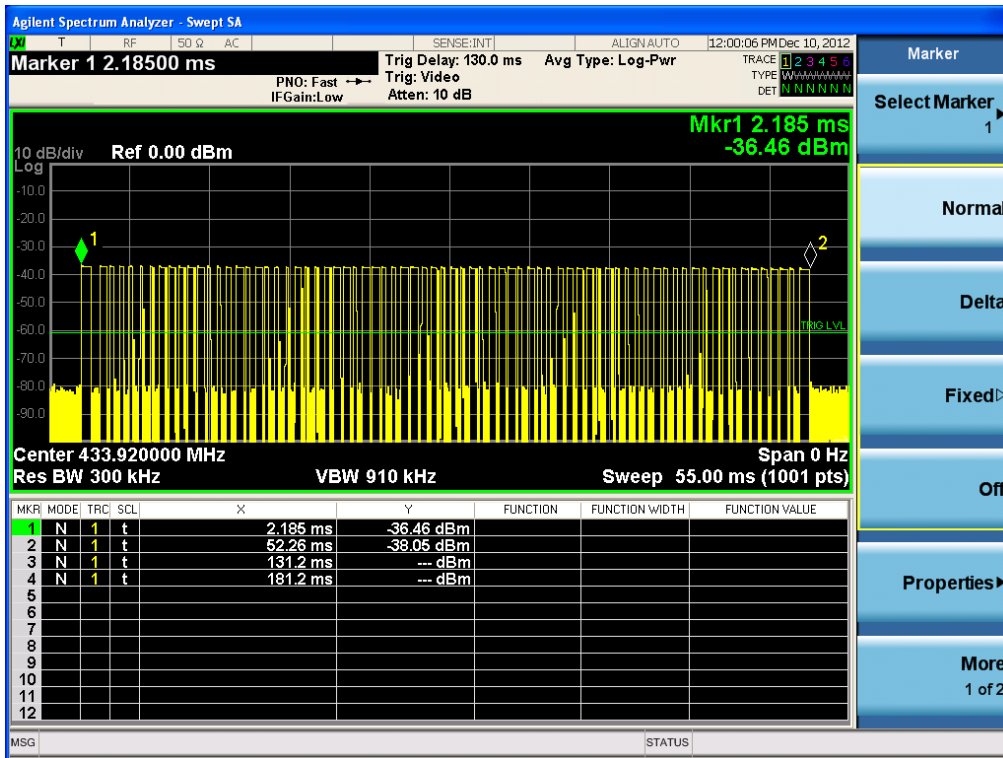 Agilent Spectrum Analyzer - Swept SA
LXI T RF 50 Ω AC SENSE:INT ALIGN AUTO 12:00:06 PM Dec 10, 2012
Marker 1 2.18500 ms
PNO: Fast
IFGain:Low
Trig Delay: 130.0 ms
Trig: Video
Atten: 10 dB
Avg Type: Log-Pwr
TRACE 1 2 3 4 5 6
TYPE
DET N N N N N N
Mkr1 2.185 ms
-36.46 dBm
10 dB/div Ref 0.00 dBm
Log
-10.0
-20.0
-30.0
-40.0
-50.0
-60.0
-70.0
-80.0
-90.0
1
2
TRIG LVL
Center 433.920000 MHz Span 0 Hz
Res BW 300 kHz VBW 910 kHz Sweep 55.00 ms (1001 pts)
MKR MODE TRC SCL X Y FUNCTION FUNCTION WIDTH FUNCTION VALUE
1 N 1 t 2.185 ms -36.46 dBm
2 N 1 t 52.26 ms -38.05 dBm
3 N 1 t 131.2 ms --- dBm
4 N 1 t 181.2 ms --- dBm
5
6
7
8
9
10
11
12
MSG STATUS
Marker
Select Marker
1
Normal
Delta
Fixed
Off
Properties
More
1 of 2